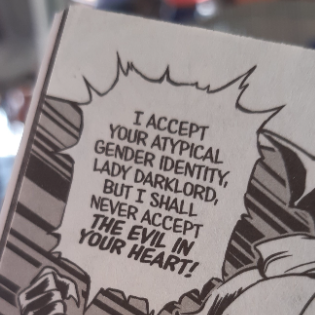 I ACCEPT
YOUR ATYPICAL
GENDER IDENTITY,
LADY DARKLORD,
BUT I SHALL
NEVER ACCEPT
THE EVIL IN
YOUR HEART!